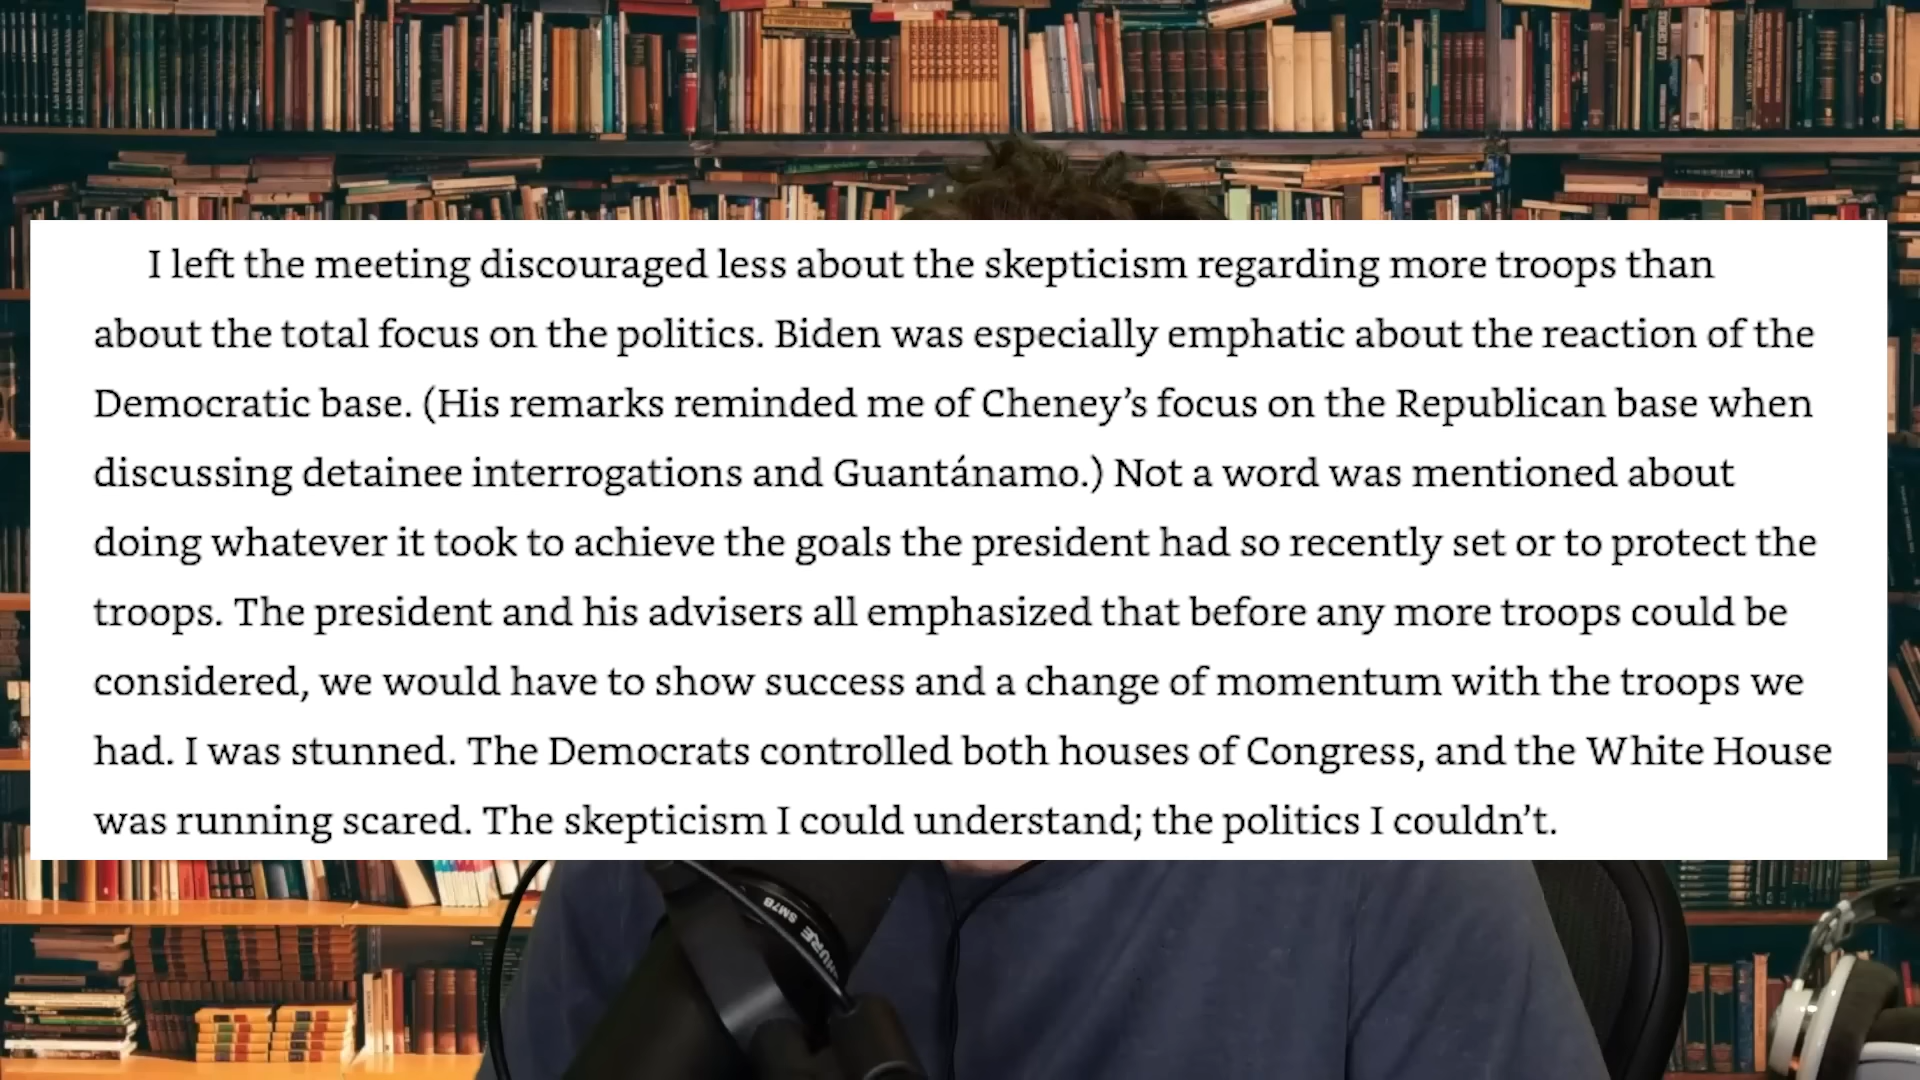 I left the meeting discouraged less about the skepticism regarding more troops than
about the total focus on the politics. Biden was especially emphatic about the reaction of the
Democratic base. (His remarks reminded me of Cheney’s focus on the Republican base when
discussing detainee interrogations and Guantánamo.) Not a word was mentioned about
doing whatever it took to achieve the goals the president had so recently set or to protect the
troops. The president and his advisers all emphasized that before any more troops could be
considered, we would have to show success and a change of momentum with the troops we
had. I was stunned. The Democrats controlled both houses of Congress, and the White House
was running scared. The skepticism I could understand; the politics I couldn’t.
SHURE SM7B